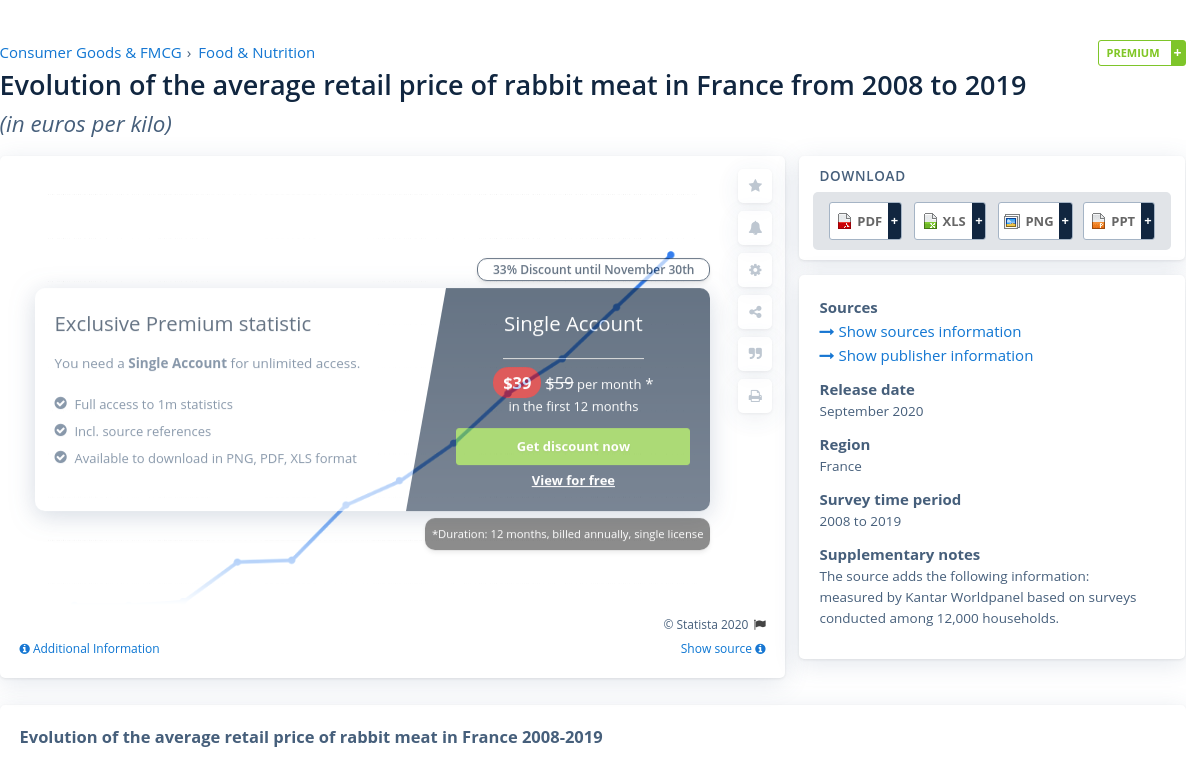 Consumer Goods & FMCG › Food & Nutrition
PREMIUM +
Evolution of the average retail price of rabbit meat in France from 2008 to 2019
(in euros per kilo)
DOWNLOAD
PDF + XLS + PNG + PPT +
33% Discount until November 30th
Exclusive Premium statistic
You need a Single Account for unlimited access.
Full access to 1m statistics
Incl. source references
Available to download in PNG, PDF, XLS format
Single Account
$39 $59 per month *
in the first 12 months
Get discount now
View for free
*Duration: 12 months, billed annually, single license
© Statista 2020
Additional Information
Show source
Sources
Show sources information
Show publisher information
Release date
September 2020
Region
France
Survey time period
2008 to 2019
Supplementary notes
The source adds the following information:
measured by Kantar Worldpanel based on surveys
conducted among 12,000 households.
Evolution of the average retail price of rabbit meat in France 2008-2019